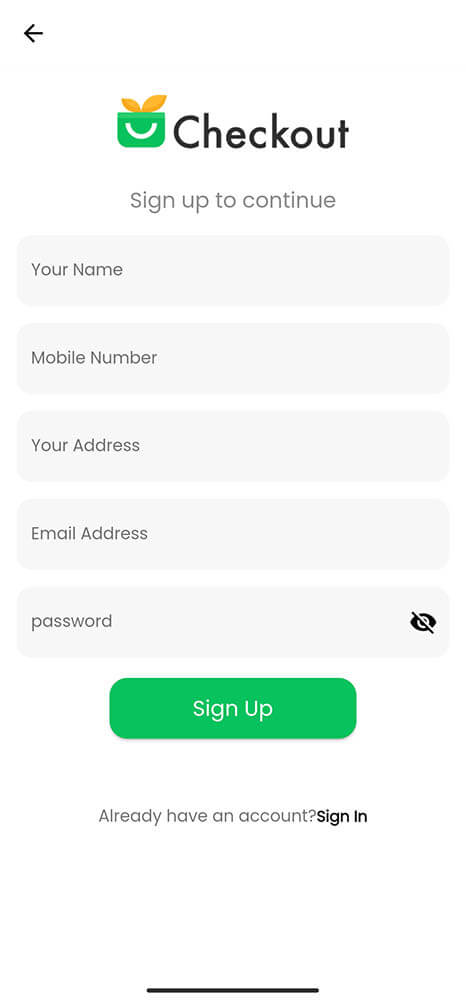 Checkout
Sign up to continue
Your Name
Mobile Number
Your Address
Email Address
password
Sign Up
Already have an account?Sign In